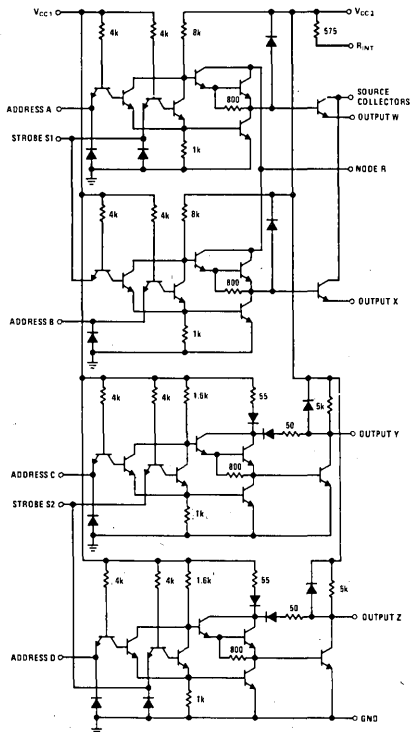 VCC1 VCC2
4k 4k 8k 575
RINT
SOURCE
COLLECTORS
ADDRESS A 800 OUTPUT W
STROBE S1
1k
NODE R
4k 4k 8k
800
OUTPUT X
ADDRESS B
1k
4k 4k 1.6k 55 5k
50 OUTPUT Y
ADDRESS C 800
STROBE S2
1k
4k 4k 1.6k 55 5k
50 OUTPUT Z
ADDRESS D 800
1k
GND